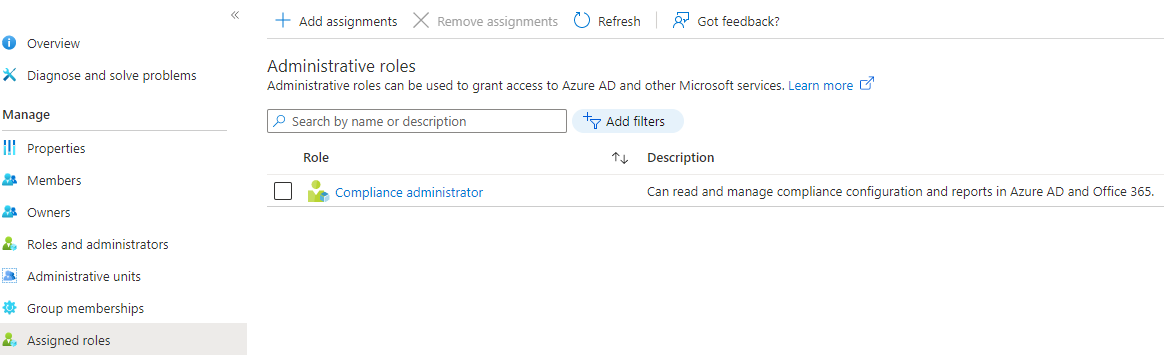 «
Overview
Diagnose and solve problems
Manage
Properties
Members
Owners
Roles and administrators
Administrative units
Group memberships
Assigned roles
Add assignments Remove assignments Refresh Got feedback?
Administrative roles
Administrative roles can be used to grant access to Azure AD and other Microsoft services. Learn more
Search by name or description Add filters
Role Description
Compliance administrator Can read and manage compliance configuration and reports in Azure AD and Office 365.